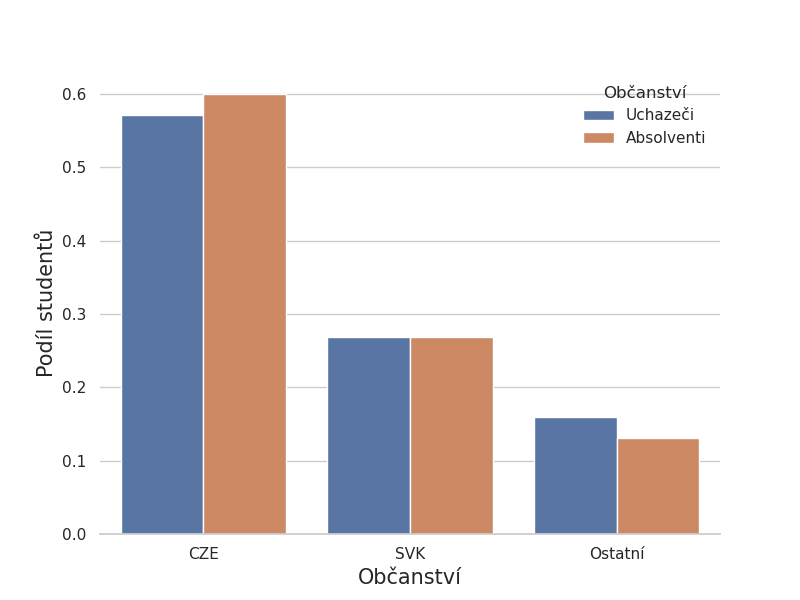 Občanství
Uchazeči
Absolventi
Podíl studentů
0.6
0.5
0.4
0.3
0.2
0.1
0.0
CZE
SVK
Ostatní
Občanství